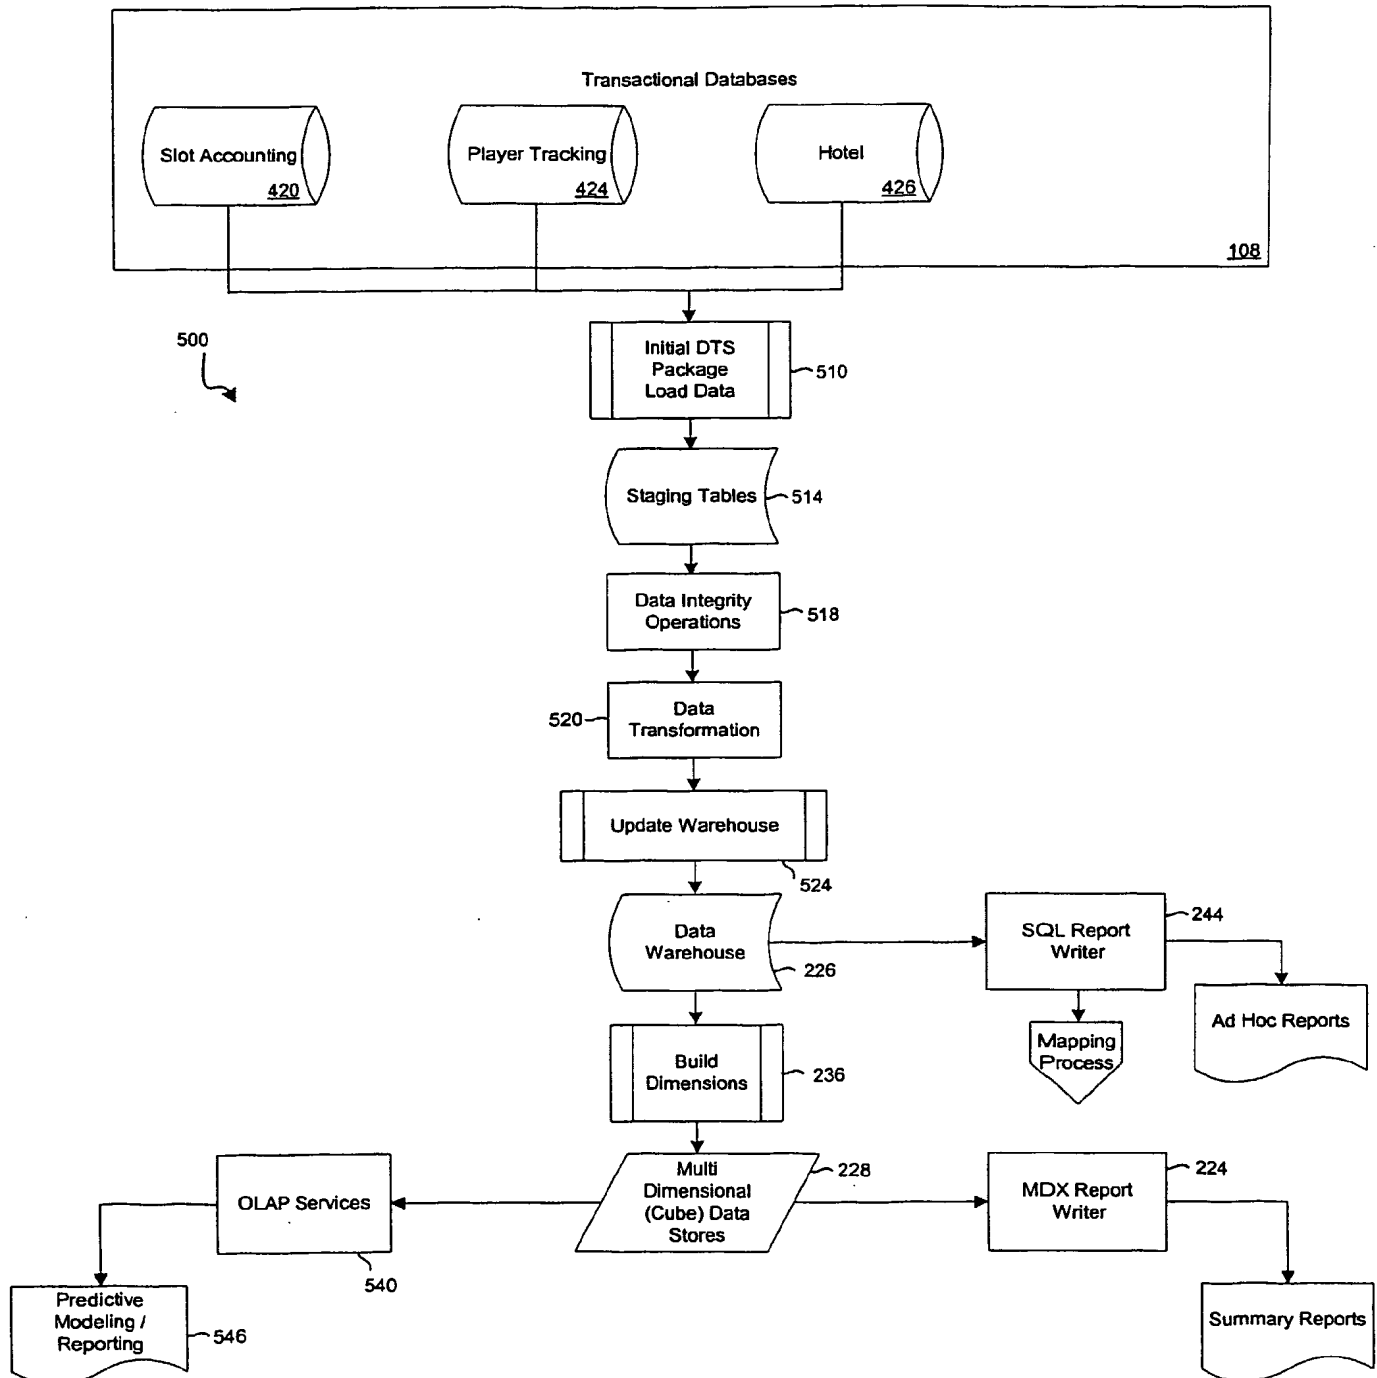 Transactional Databases
Slot Accounting
420
Player Tracking
424
Hotel
426
108
500
Initial DTS
Package
Load Data
510
Staging Tables
514
Data Integrity
Operations
518
520
Data
Transformation
Update Warehouse
524
Data
Warehouse
226
SQL Report
Writer
244
Ad Hoc Reports
Mapping
Process
Build
Dimensions
236
OLAP Services
540
Multi
Dimensional
(Cube) Data
Stores
228
MDX Report
Writer
224
Predictive
Modeling /
Reporting
546
Summary Reports